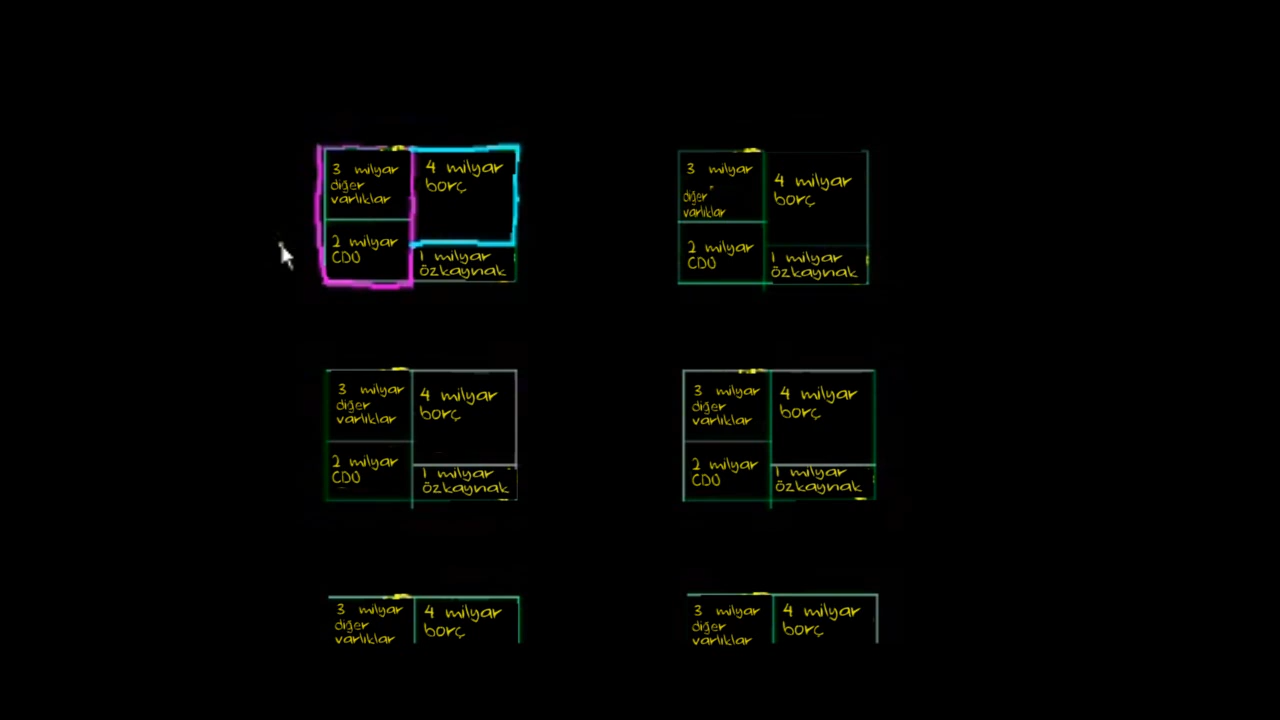 3 milyar
diğer
varlıklar
4 milyar
borç
2 milyar
CDO
1 milyar
özkaynak
3 milyar
diğer
varlıklar
4 milyar
borç
2 milyar
CDO
1 milyar
özkaynak
3 milyar
diğer
varlıklar
4 milyar
borç
2 milyar
CDO
1 milyar
özkaynak
3 milyar
diğer
varlıklar
4 milyar
borç
2 milyar
CDO
1 milyar
özkaynak
3 milyar
diğer
varlıklar
4 milyar
borç
3 milyar
diğer
varlıklar
4 milyar
borç